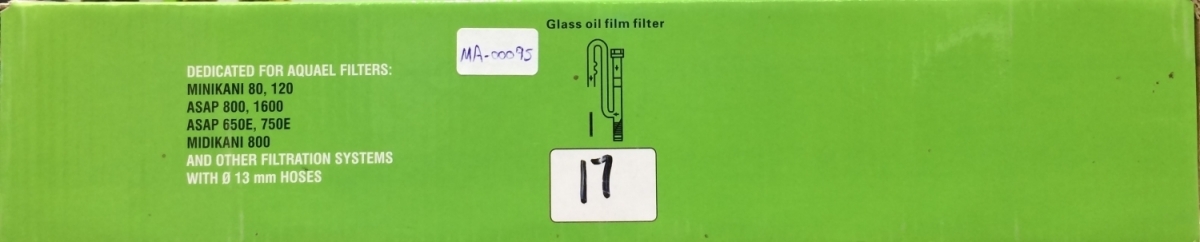 Glass oil film filter
MA-00095
DEDICATED FOR AQUAEL FILTERS:
MINIKANI 80, 120
ASAP 800, 1600
ASAP 650E, 750E
MIDIKANI 800
AND OTHER FILTRATION SYSTEMS
WITH Ø 13 mm HOSES
17